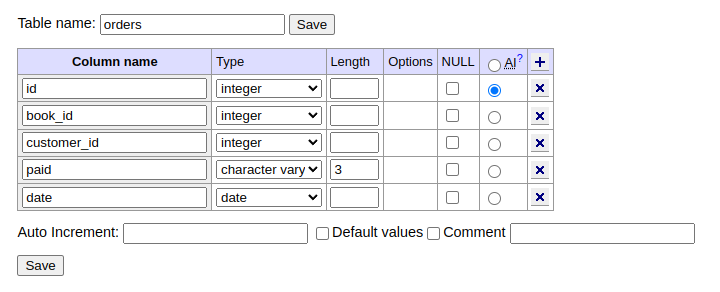 Table name: orders Save
Column name Type Length Options NULL AI? +
id integer x
book_id integer x
customer_id integer x
paid character vary 3 x
date date x
Auto Increment: Default values Comment
Save